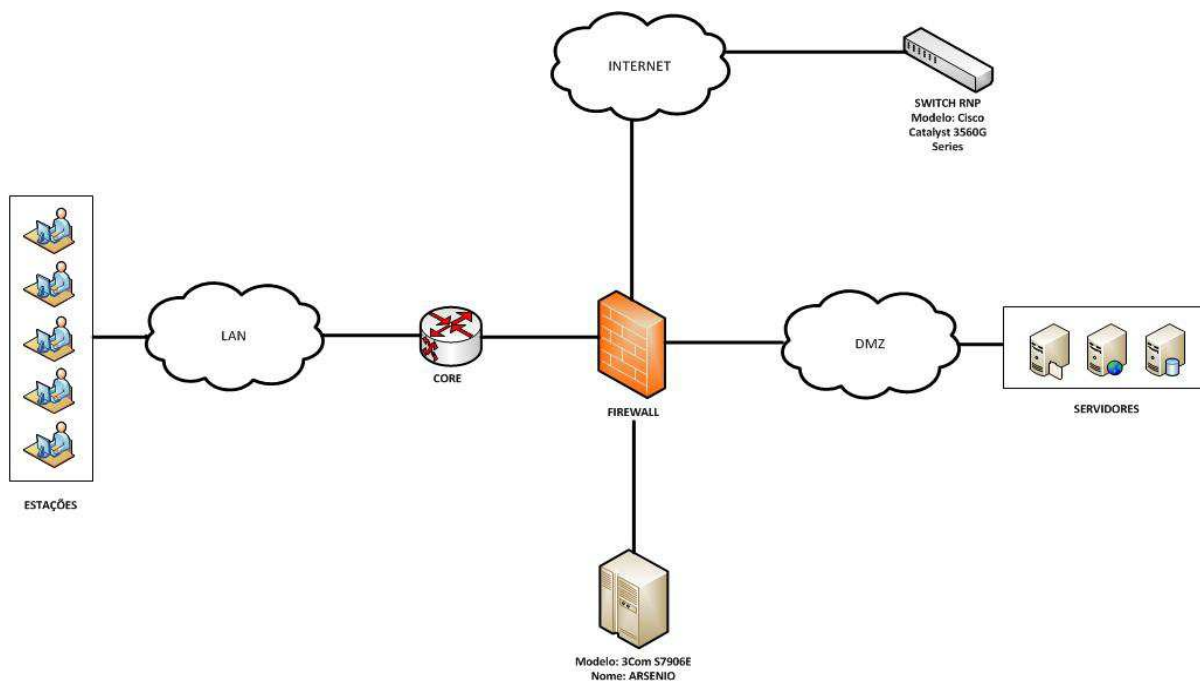 INTERNET
SWITCH RNP
Modelo: Cisco
Catalyst 3560G
Series
LAN
CORE
FIREWALL
DMZ
SERVIDORES
ESTAÇÕES
Modelo: 3Com S7906E
Nome: ARSENIO